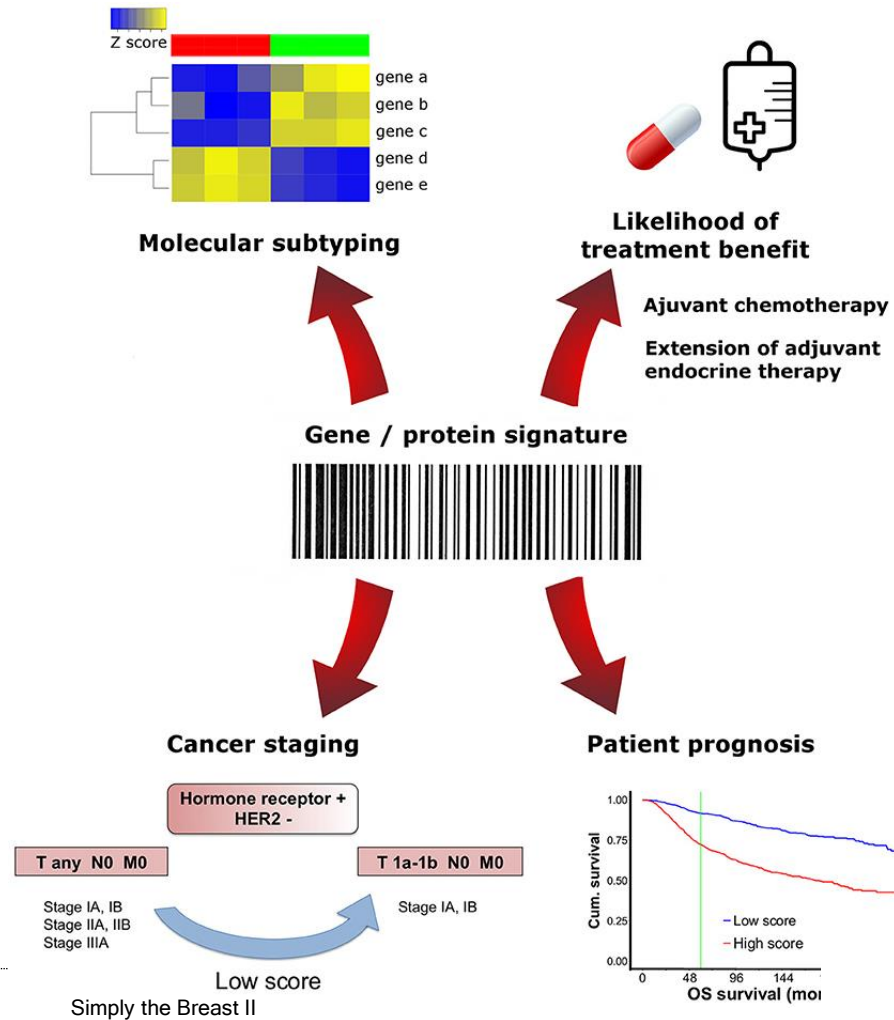 Z score
gene a
gene b
gene c
gene d
gene e
Molecular subtyping
Likelihood of
treatment benefit
Ajuvant chemotherapy
Extension of adjuvant
endocrine therapy
Gene / protein signature
Cancer staging
Hormone receptor +
HER2 -
T any N0 M0
T 1a-1b N0 M0
Stage IA, IB
Stage IIA, IIB
Stage IIIA
Stage IA, IB
Low score
Patient prognosis
Cum. survival
1.00
0.75
0.50
0.25
0.00
Low score
High score
0 48 96 144
OS survival (mo
...
Simply the Breast II